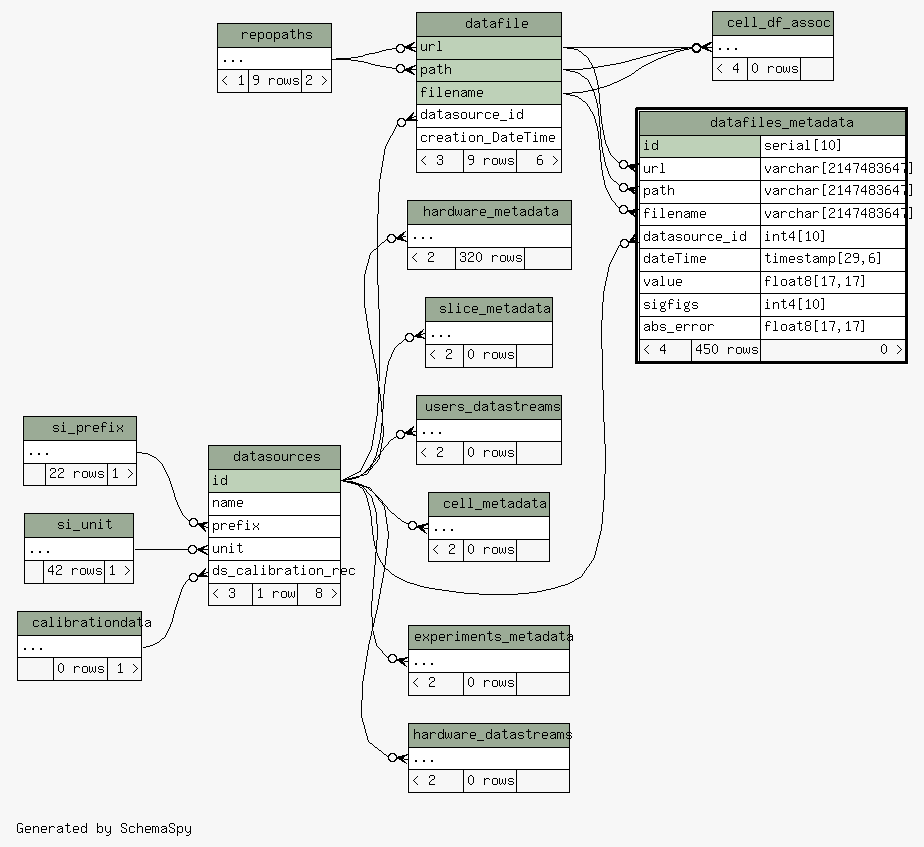 repopaths
...
< 1 9 rows 2 >
datafile
url
path
filename
datasource_id
creation_DateTime
< 3 9 rows 6 >
cell_df_assoc
...
< 4 0 rows
datafiles_metadata
id serial[10]
url varchar[2147483647]
path varchar[2147483647]
filename varchar[2147483647]
datasource_id int4[10]
dateTime timestamp[29,6]
value float8[17,17]
sigfigs int4[10]
abs_error float8[17,17]
< 4 450 rows 0 >
hardware_metadata
...
< 2 320 rows
slice_metadata
...
< 2 0 rows
users_datastreams
...
< 2 0 rows
si_prefix
...
22 rows 1 >
si_unit
...
42 rows 1 >
calibrationdata
...
0 rows 1 >
datasources
id
name
prefix
unit
ds_calibration_rec
< 3 1 row 8 >
cell_metadata
...
< 2 0 rows
experiments_metadata
...
< 2 0 rows
hardware_datastreams
...
< 2 0 rows
Generated by SchemaSpy